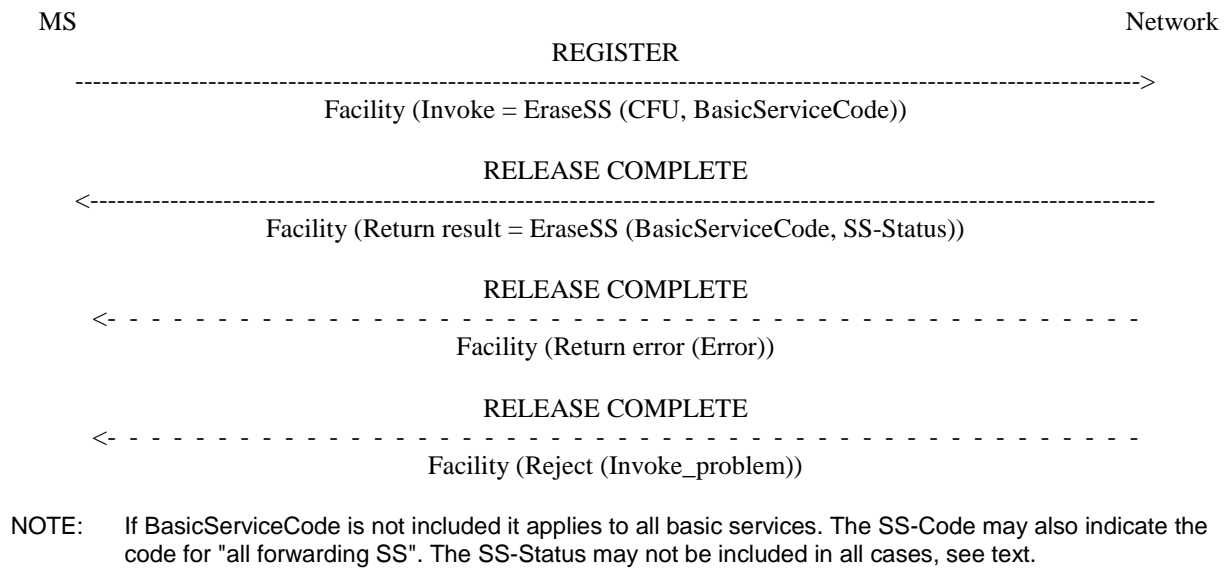 MS Network
REGISTER
------------------------------------------------------------------------------------------------------------------------>
Facility (Invoke = EraseSS (CFU, BasicServiceCode))
RELEASE COMPLETE
<------------------------------------------------------------------------------------------------------------------------
Facility (Return result = EraseSS (BasicServiceCode, SS-Status))
RELEASE COMPLETE
<- - - - - - - - - - - - - - - - - - - - - - - - - - - - - - - - - - - - - - - - - - - - - - - -
Facility (Return error (Error))
RELEASE COMPLETE
<- - - - - - - - - - - - - - - - - - - - - - - - - - - - - - - - - - - - - - - - - - - - - - - -
Facility (Reject (Invoke_problem))
NOTE: If BasicServiceCode is not included it applies to all basic services. The SS-Code may also indicate the
code for "all forwarding SS". The SS-Status may not be included in all cases, see text.